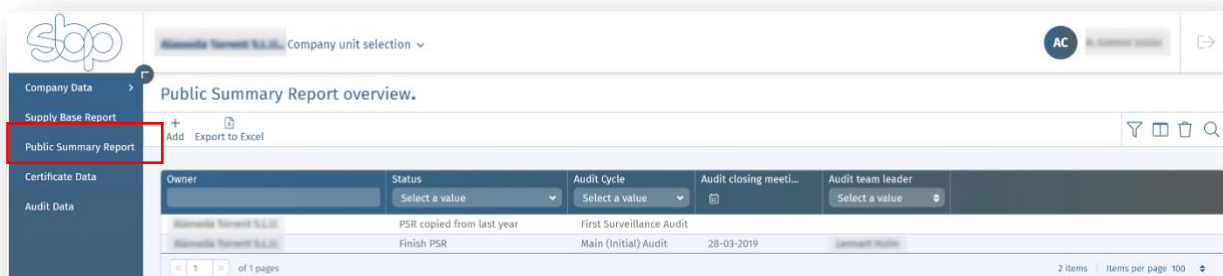 sbp
Company unit selection
AC
Company Data
Supply Base Report
Public Summary Report
Certificate Data
Audit Data
Public Summary Report overview.
Add Export to Excel
Owner Status Audit Cycle Audit closing meeti... Audit team leader
Select a value Select a value Select a value
PSR copied from last year First Surveillance Audit
Finish PSR Main (Initial) Audit 28-03-2019
1 of 1 pages 2 items Items per page 100